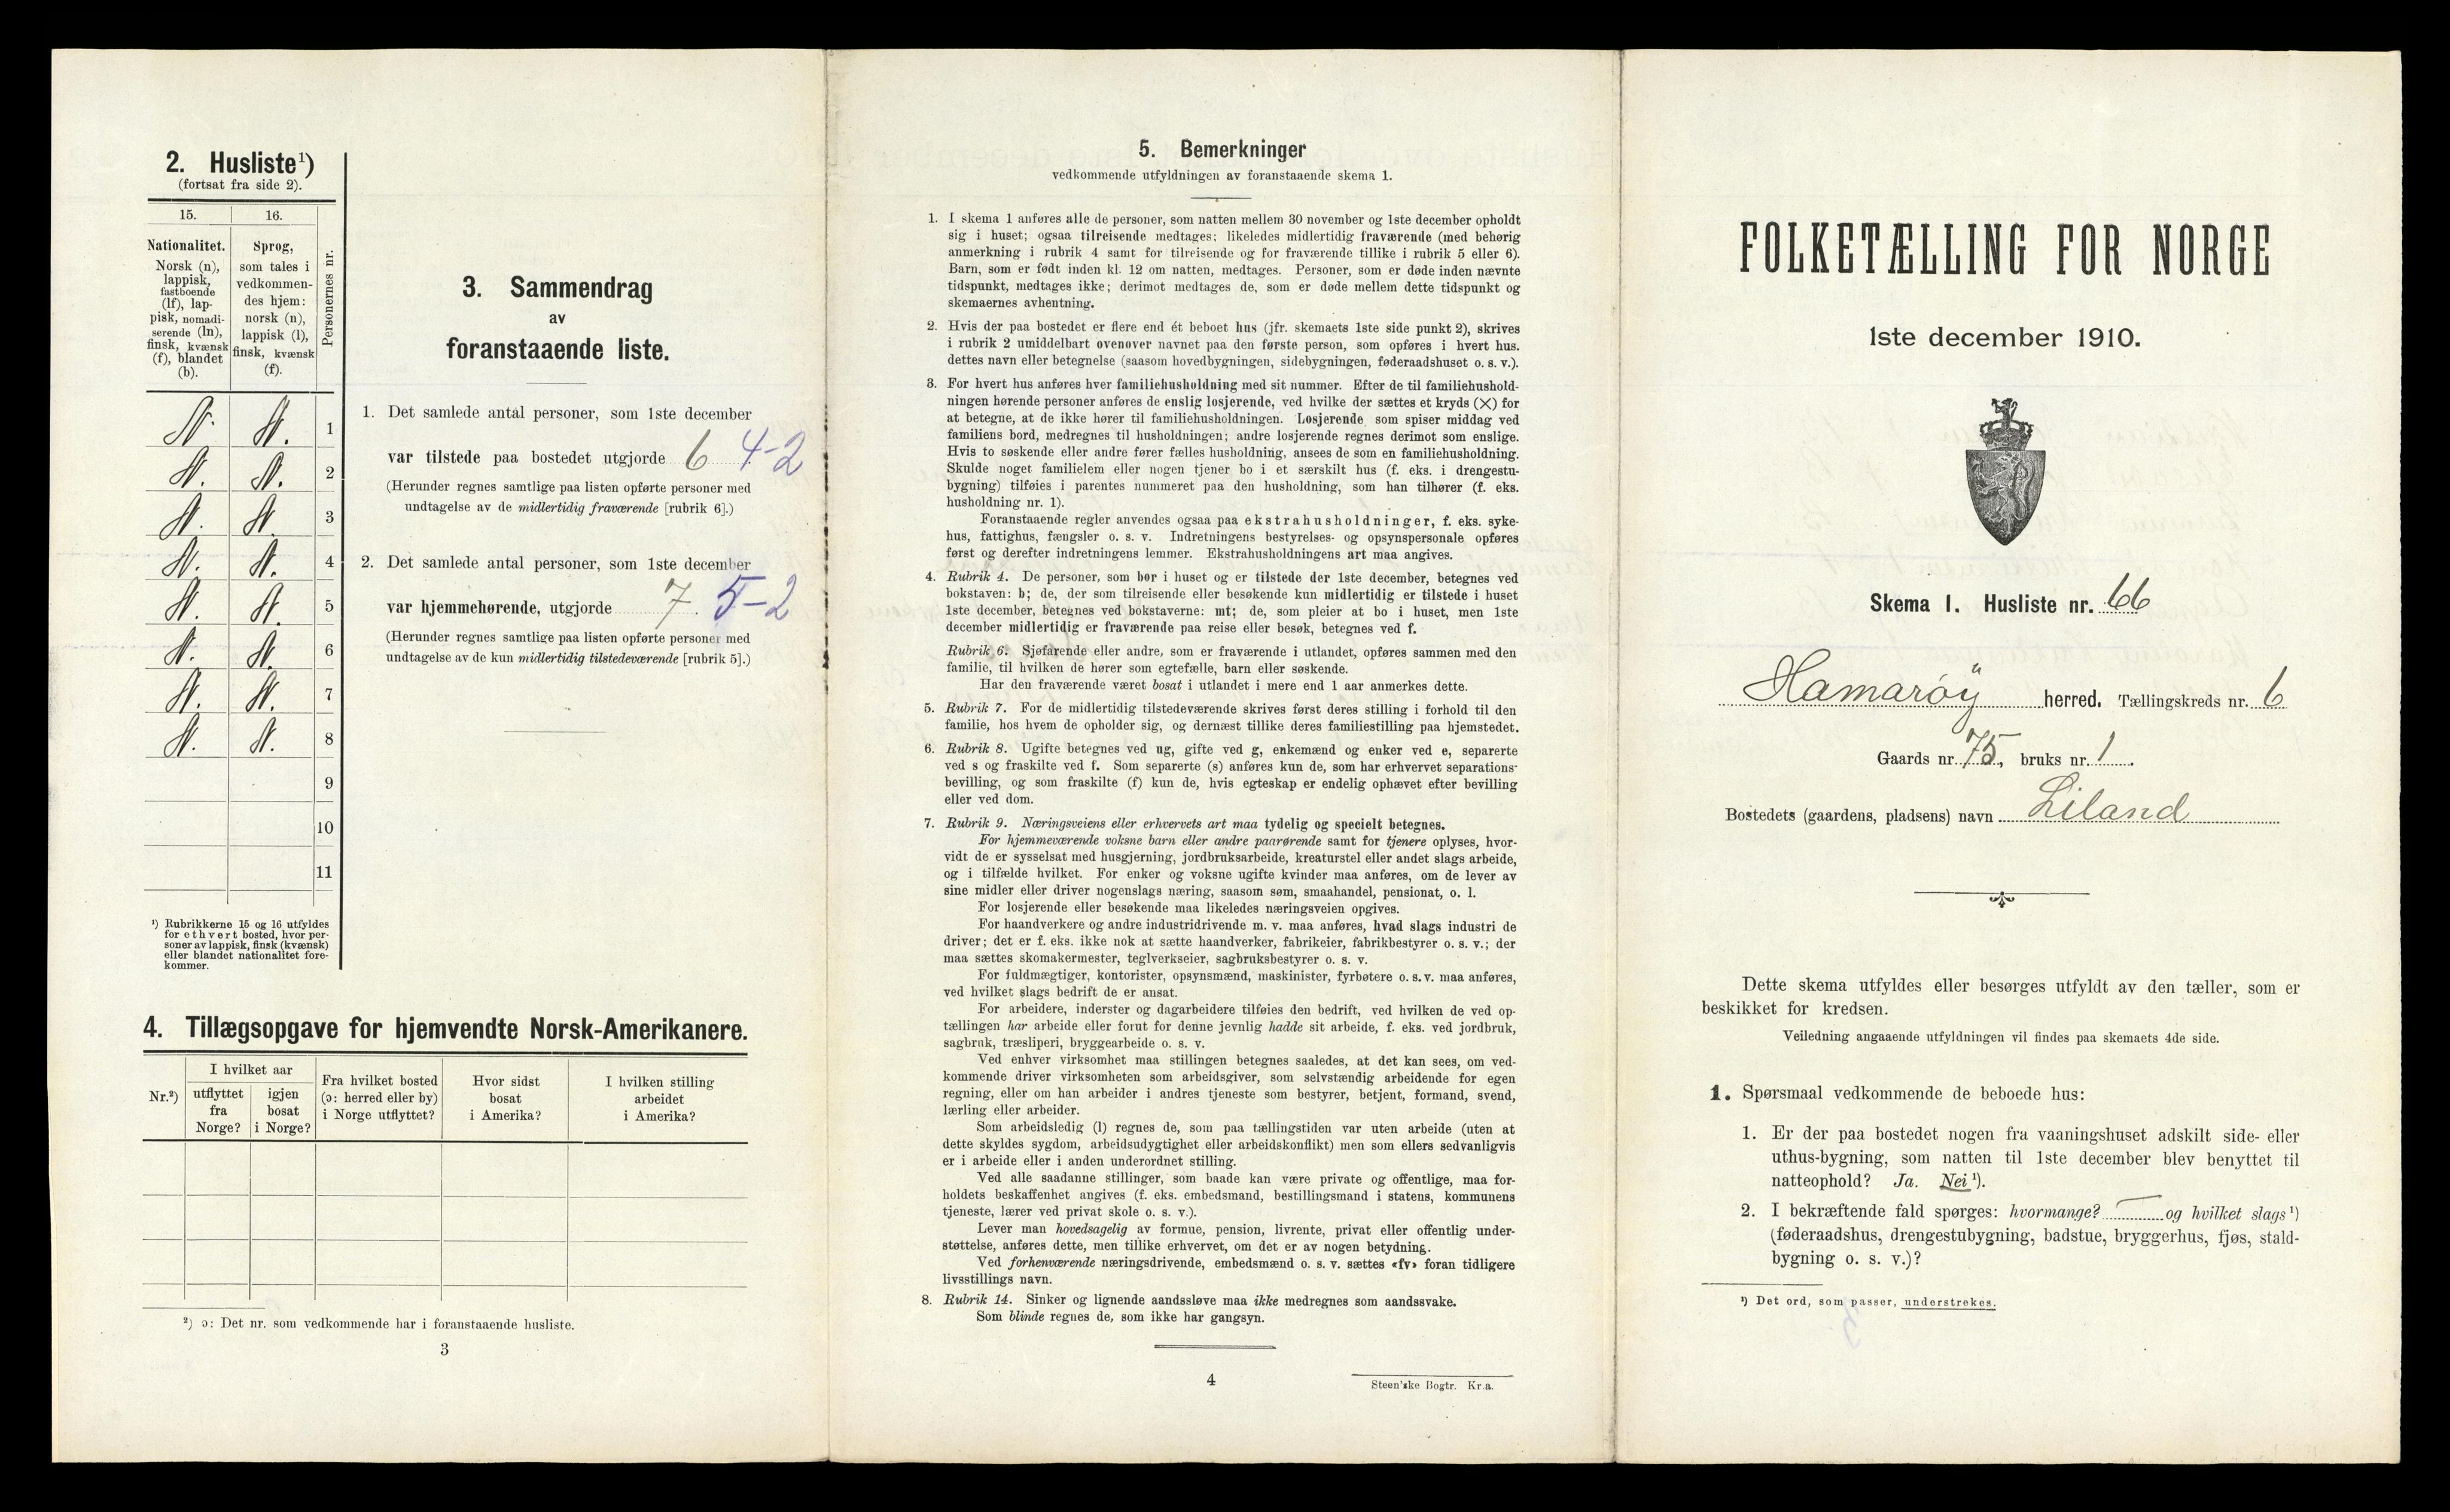 2. Husliste¹)
(fortsat fra side 2).
15.
16.
Personernes nr.
Nationalitet.
Norsk (n),
lappisk,
fastboende
(lf), lap-
pisk, nomadi-
serende (ln),
finsk, kvænsk
(f), blandet
(b).
Sprog,
som tales i
vedkommen-
des hjem:
norsk (n),
lappisk (l),
finsk, kvænsk
(f).
N. N. 1
N. N. 2
N. N. 3
N. N. 4
N. N. 5
N. N. 6
N. N. 7
N. N. 8
9
10
11
¹) Rubrikkerne 15 og 16 utfyldes
for ethvert bosted, hvor per-
soner av lappisk, finsk (kvænsk)
eller blandet nationalitet fore-
kommer.
3. Sammendrag
av
foranstaaende liste.
1. Det samlede antal personer, som 1ste december
var tilstede paa bostedet utgjorde 6 4-2
(Herunder regnes samtlige paa listen opførte personer med
undtagelse av de midlertidig fraværende [rubrik 6].)
2. Det samlede antal personer, som 1ste december
var hjemmehørende, utgjorde 7. 5-2
(Herunder regnes samtlige paa listen opførte personer med
undtagelse av de kun midlertidig tilstedeværende [rubrik 5].)
4. Tillægsopgave for hjemvendte Norsk-Amerikanere.
Nr.²)
I hvilket aar
utflyttet
fra
Norge?
igjen
bosat
i Norge?
Fra hvilket bosted
(ɔ: herred eller by)
i Norge utflyttet?
Hvor sidst
bosat
i Amerika?
I hvilken stilling
arbeidet
i Amerika?
²) ɔ: Det nr. som vedkommende har i foranstaaende husliste.
3
5. Bemerkninger
vedkommende utfyldningen av foranstaaende skema 1.
1. I skema 1 anføres alle de personer, som natten mellem 30 november og 1ste december opholdt
sig i huset; ogsaa tilreisende medtages; likeledes midlertidig fraværende (med behørig
anmerkning i rubrik 4 samt for tilreisende og for fraværende tillike i rubrik 5 eller 6).
Barn, som er født inden kl. 12 om natten, medtages. Personer, som er døde inden nævnte
tidspunkt, medtages ikke; derimot medtages de, som er døde mellem dette tidspunkt og
skemaernes avhentning.
2. Hvis der paa bostedet er flere end ét beboet hus (jfr. skemaets 1ste side punkt 2), skrives
i rubrik 2 umiddelbart ovenover navnet paa den første person, som opføres i hvert hus.
dettes navn eller betegnelse (saasom hovedbygningen, sidebygningen, føderaadshuset o. s. v.).
3. For hvert hus anføres hver familiehusholdning med sit nummer. Efter de til familiehushold-
ningen hørende personer anføres de enslig losjerende, ved hvilke der sættes et kryds (✕) for
at betegne, at de ikke hører til familiehusholdningen. Losjerende som spiser middag ved
familiens bord, medregnes til husholdningen; andre losjerende regnes derimot som enslige.
Hvis to søskende eller andre fører fælles husholdning, ansees de som en familiehusholdning.
Skulde noget familielem eller nogen tjener bo i et særskilt hus (f. eks. i drengestu-
bygning) tilføies i parentes nummeret paa den husholdning, som han tilhører (f. eks.
husholdning nr. 1).
Foranstaaende regler anvendes ogsaa paa ekstrahusholdninger, f. eks. syke-
hus, fattighus, fængsler o. s. v. Indretningens bestyrelses- og opsynspersonale opføres
først og derefter indretningens lemmer. Ekstrahusholdningens art maa angives.
4. Rubrik 4. De personer, som bor i huset og er tilstede der 1ste december, betegnes ved
bokstaven: b; de, der som tilreisende eller besøkende kun midlertidig er tilstede i huset
1ste december, betegnes ved bokstaverne: mt; de, som pleier at bo i huset, men 1ste
december midlertidig er fraværende paa reise eller besøk, betegnes ved f.
Rubrik 6. Sjøfarende eller andre, som er fraværende i utlandet, opføres sammen med den
familie, til hvilken de hører som egtefælle, barn eller søskende.
Har den fraværende været bosat i utlandet i mere end 1 aar anmerkes dette.
5. Rubrik 7. For de midlertidig tilstedeværende skrives først deres stilling i forhold til den
familie, hos hvem de opholder sig, og dernæst tillike deres familiestilling paa hjemstedet.
6. Rubrik 8. Ugifte betegnes ved ug, gifte ved g, enkemænd og enker ved e, separerte
ved s og fraskilte ved f. Som separerte (s) anføres kun de, som har erhvervet separations-
bevilling, og som fraskilte (f) kun de, hvis egteskap er endelig ophævet efter bevilling
eller ved dom.
7. Rubrik 9. Næringsveiens eller erhvervets art maa tydelig og specielt betegnes.
For hjemmeværende voksne barn eller andre paarørende samt for tjenere oplyses, hvor-
vidt de er sysselsat med husgjerning, jordbruksarbeide, kreaturstel eller andet slags arbeide,
og i tilfælde hvilket. For enker og voksne ugifte kvinder maa anføres, om de lever av
sine midler eller driver nogenslags næring, saasom søm, smaahandel, pensionat, o. l.
For losjerende eller besøkende maa likeledes næringsveien opgives.
For haandverkere og andre industridrivende m. v. maa anføres, hvad slags industri de
driver; det er f. eks. ikke nok at sætte haandverker, fabrikeier, fabrikbestyrer o. s. v.; der
maa sættes skomakermester, teglverkseier, sagbruksbestyrer o. s. v.
For fuldmægtiger, kontorister, opsynsmænd, maskinister, fyrbøtere o. s. v. maa anføres,
ved hvilket slags bedrift de er ansat.
For arbeidere, inderster og dagarbeidere tilføies den bedrift, ved hvilken de ved op-
tællingen har arbeide eller forut for denne jevnlig hadde sit arbeide, f. eks. ved jordbruk,
sagbruk, træsliperi, bryggearbeide o. s. v.
Ved enhver virksomhet maa stillingen betegnes saaledes, at det kan sees, om ved-
kommende driver virksomheten som arbeidsgiver, som selvstændig arbeidende for egen
regning, eller om han arbeider i andres tjeneste som bestyrer, betjent, formand, svend,
lærling eller arbeider.
Som arbeidsledig (l) regnes de, som paa tællingstiden var uten arbeide (uten at
dette skyldes sygdom, arbeidsudygtighet eller arbeidskonflikt) men som ellers sedvanligvis
er i arbeide eller i anden underordnet stilling.
Ved alle saadanne stillinger, som baade kan være private og offentlige, maa for-
holdets beskaffenhet angives (f. eks. embedsmand, bestillingsmand i statens, kommunens
tjeneste, lærer ved privat skole o. s. v.).
Lever man hovedsagelig av formue, pension, livrente, privat eller offentlig under-
støttelse, anføres dette, men tillike erhvervet, om det er av nogen betydning.
Ved forhenværende næringsdrivende, embedsmænd o. s. v. sættes «fv» foran tidligere
livsstillings navn.
8. Rubrik 14. Sinker og lignende aandssløve maa ikke medregnes som aandssvake.
Som blinde regnes de, som ikke har gangsyn.
4
Steen'ske Bogtr. Kr.a.
FOLKETÆLLING FOR NORGE
1ste december 1910.
Skema 1. Husliste nr. 66
Hamarøy herred. Tællingskreds nr. 6
Gaards nr. 75, bruks nr. 1.
Bostedets (gaardens, pladsens) navn Liland
Dette skema utfyldes eller besørges utfyldt av den tæller, som er
beskikket for kredsen.
Veiledning angaaende utfyldningen vil findes paa skemaets 4de side.
1. Spørsmaal vedkommende de beboede hus:
1. Er der paa bostedet nogen fra vaaningshuset adskilt side- eller
uthus-bygning, som natten til 1ste december blev benyttet til
natteophold? Ja. Nei¹).
2. I bekræftende fald spørges: hvormange? — og hvilket slags¹)
(føderaadshus, drengestubygning, badstue, bryggerhus, fjøs, stald-
bygning o. s. v.)?
¹) Det ord, som passer, understrekes.